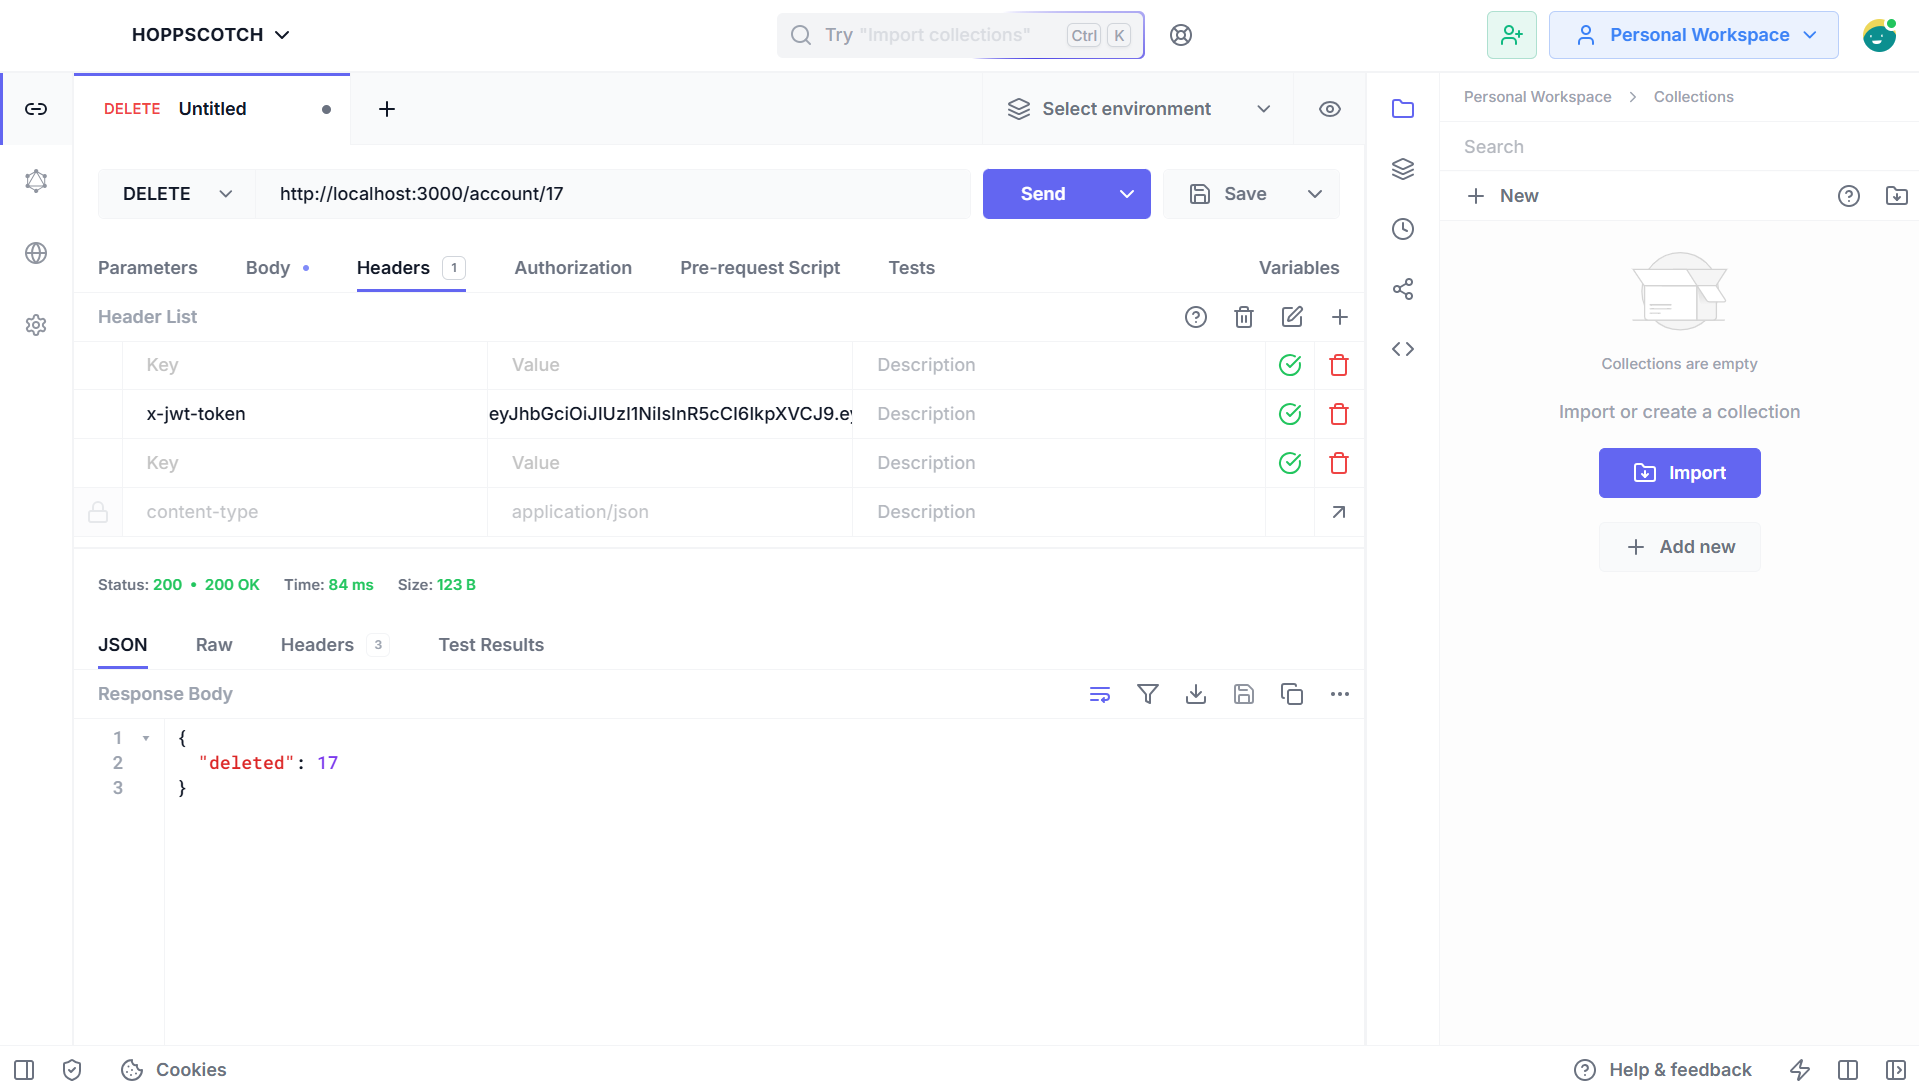 HOPPSCOTCH
Try "Import collections" Ctrl K
Personal Workspace
DELETE Untitled
Select environment
DELETE http://localhost:3000/account/17 Send Save
Parameters Body Headers 1 Authorization Pre-request Script Tests Variables
Header List
Key Value Description
x-jwt-token eyJhbGciOiJIUzI1NiIsInR5cCI6IkpXVCJ9.ey Description
Key Value Description
content-type application/json Description
Status: 200 • 200 OK Time: 84 ms Size: 123 B
JSON Raw Headers 3 Test Results
Response Body
1 {
2 "deleted": 17
3 }
Personal Workspace > Collections
Search
New
Collections are empty
Import or create a collection
Import
Add new
Cookies
Help & feedback